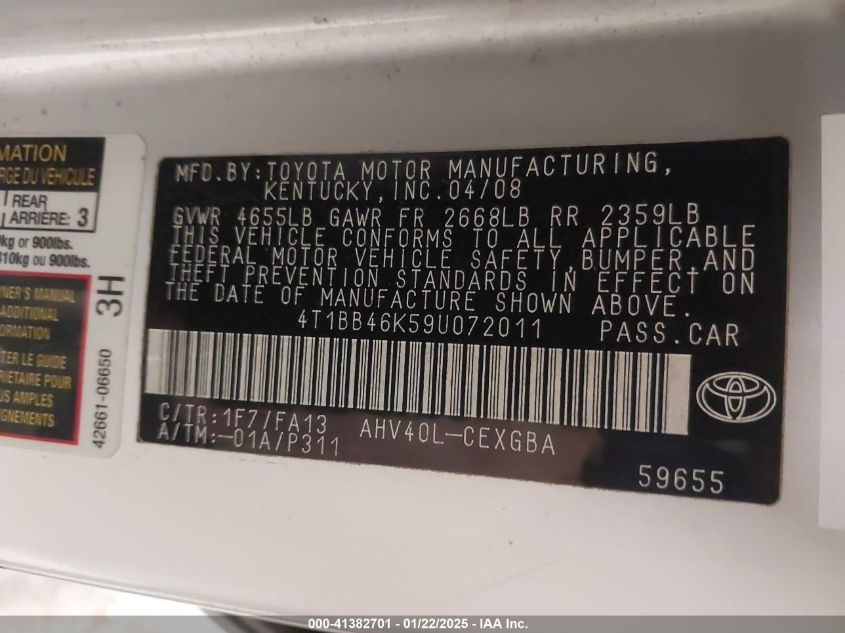 MATION
RGE DU VÉHICULE
REAR
ARRIÈRE: 3
kg or 900lbs.
410kg ou 900lbs.
NER'S MANUAL
ADDITIONAL
ORMATION
TER LE GUIDE
RIÉTAIRE POUR
US AMPLES
GNEMENTS
3H
42661-06650
MFD.BY:TOYOTA MOTOR MANUFACTURING,
KENTUCKY,INC.04/08
GVWR 4655LB GAWR FR 2668LB RR 2359LB
THIS VEHICLE CONFORMS TO ALL APPLICABLE
FEDERAL MOTOR VEHICLE SAFETY,BUMPER,AND
THEFT PREVENTION STANDARDS IN EFFECT ON
THE DATE OF MANUFACTURE SHOWN ABOVE.
4T1BB46K59U072011 PASS.CAR
C/TR:1F7/FA13 AHV40L-CEXGBA
A/TM:-01A/P311
59655
000-41382701 - 01/22/2025 - IAA Inc.